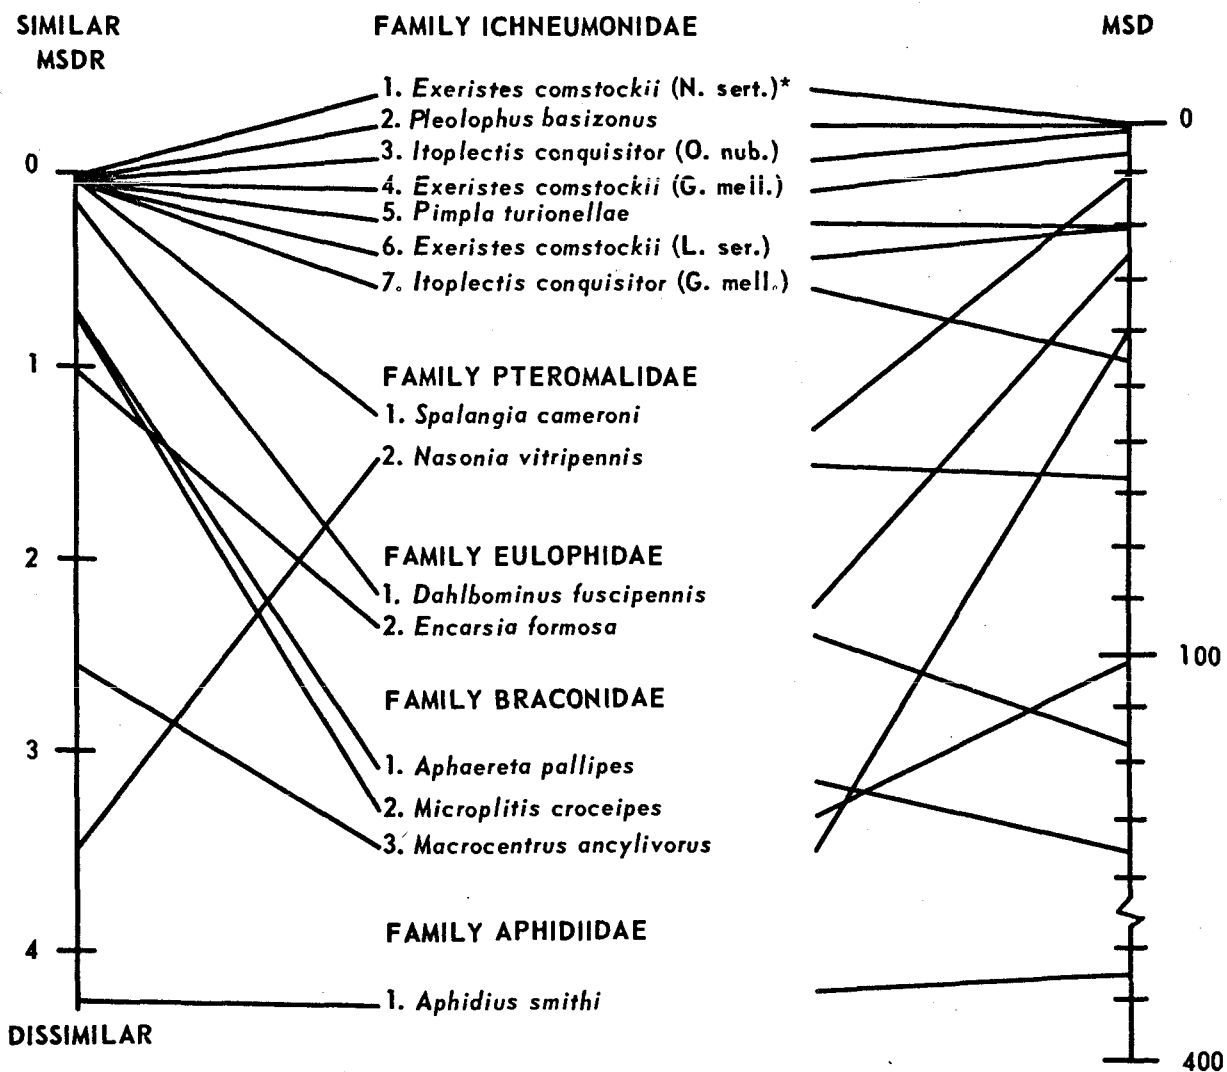 SIMILAR
MSDR
FAMILY ICHNEUMONIDAE
MSD
1. Exeristes comstockii (N. sert.)*
2. Pleolophus basizonus
3. Itoplectis conquisitor (O. nub.)
4. Exeristes comstockii (G. mell.)
5. Pimpla turionellae
6. Exeristes comstockii (L. ser.)
7. Itoplectis conquisitor (G. mell.)
FAMILY PTEROMALIDAE
1. Spalangia cameroni
2. Nasonia vitripennis
FAMILY EULOPHIDAE
1. Dahlbominus fuscipennis
2. Encarsia formosa
FAMILY BRACONIDAE
1. Aphaereta pallipes
2. Microplitis croceipes
3. Macrocentrus ancylivorus
FAMILY APHIDIIDAE
1. Aphidius smithi
0
1
2
3
4
DISSIMILAR
0
100
400